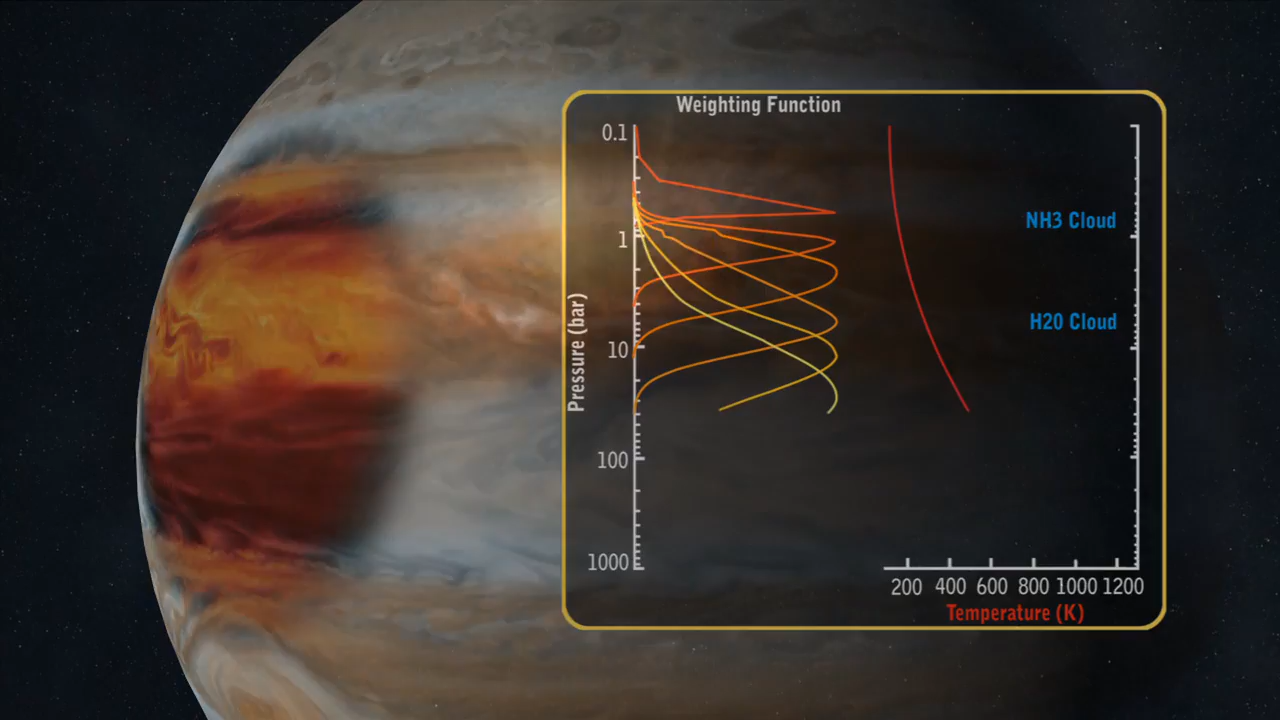 Weighting Function
0.1
1
10
100
1000
Pressure (bar)
NH3 Cloud
H20 Cloud
200 400 600 800 1000 1200
Temperature (K)